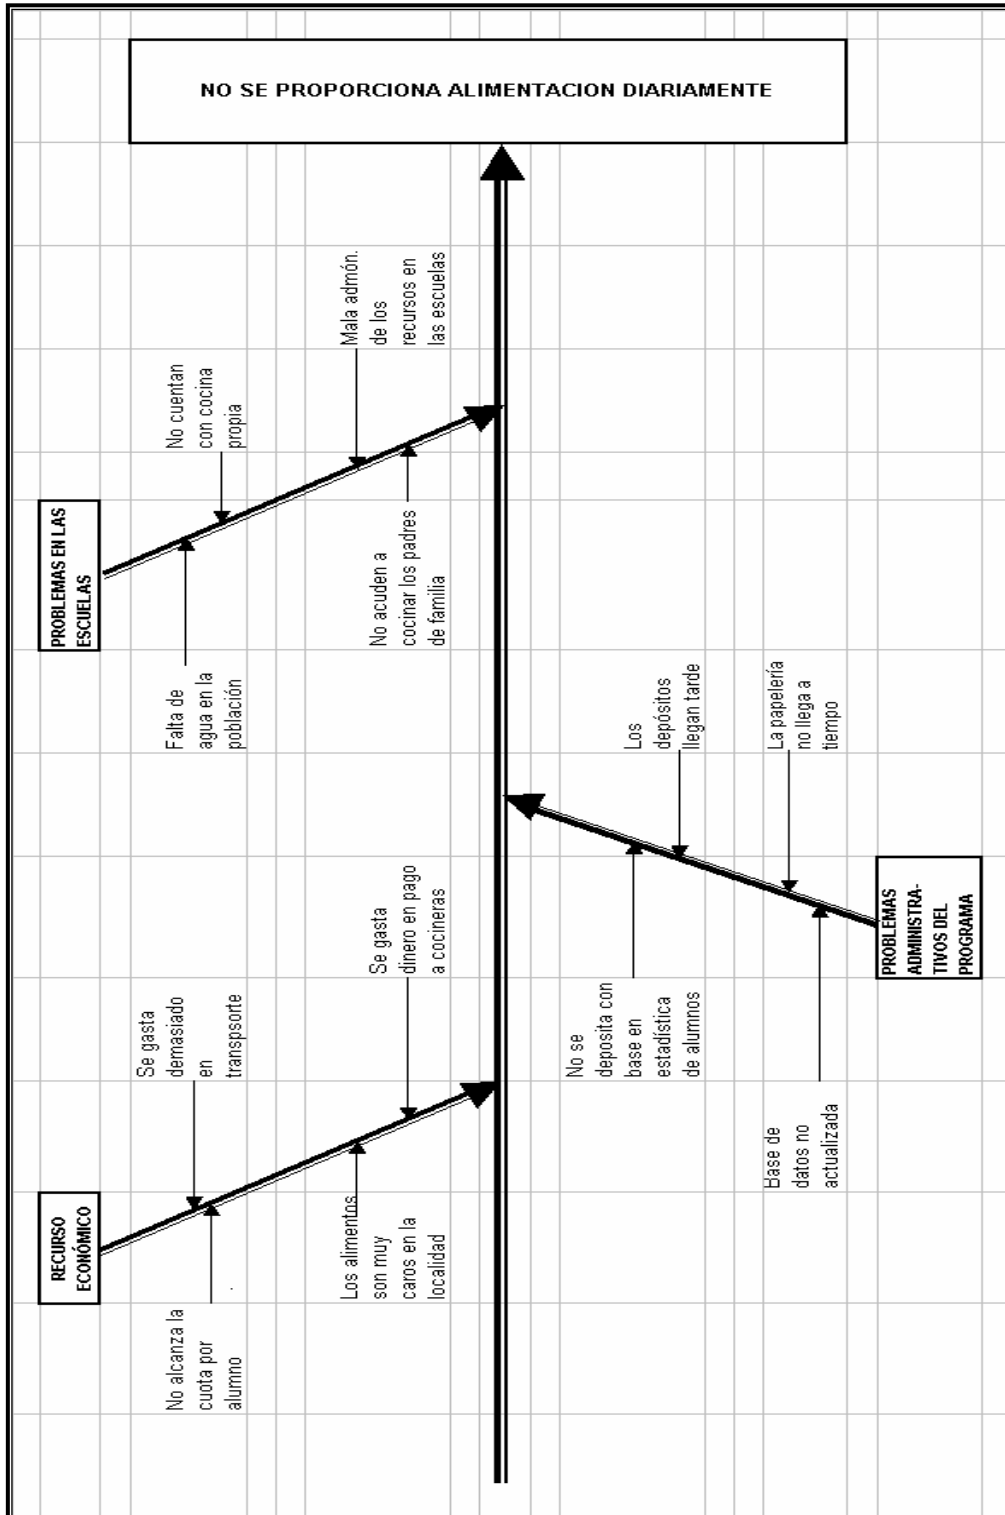 NO SE PROPORCIONA ALIMENTACION DIARIAMENTE
PROBLEMAS EN LAS
ESCUELAS
Falta de
agua en la
población
No cuentan
con cocina
propia
No acuden a
cocinar los padres
de familia
Mala admón.
de los
recursos en
las escuelas
RECURSO
ECONÓMICO
No alcanza la
cuota por
alumno
Se gasta
demasiado
en
transpsorte
Los alimentos
son muy
caros en la
localidad
Se gasta
dinero en pago
a cocineras
No se
deposita con
base en
estadística
de alumnos
Los
depósitos
llegan tarde
Base de
datos no
actualizada
La papelería
no llega a
tiempo
PROBLEMAS
ADMINISTRA-
TIVOS DEL
PROGRAMA